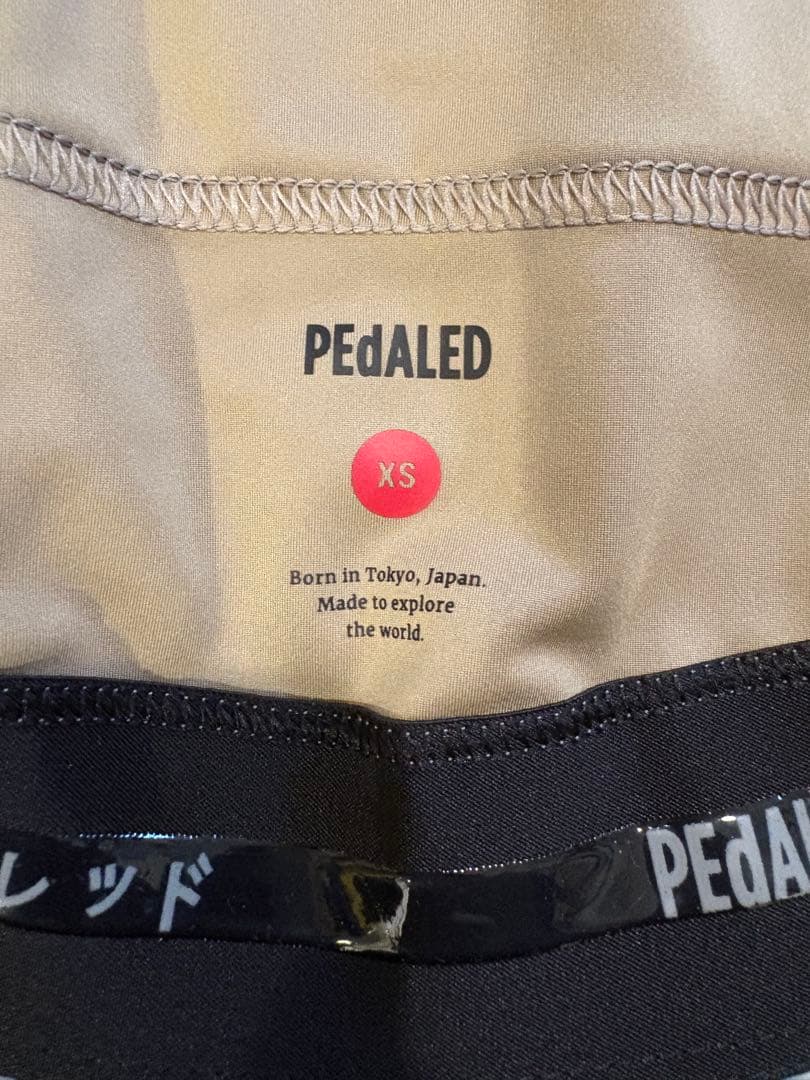 PEdALED
XS
Born in Tokyo, Japan.
Made to explore
the world.
レッド PEdAL